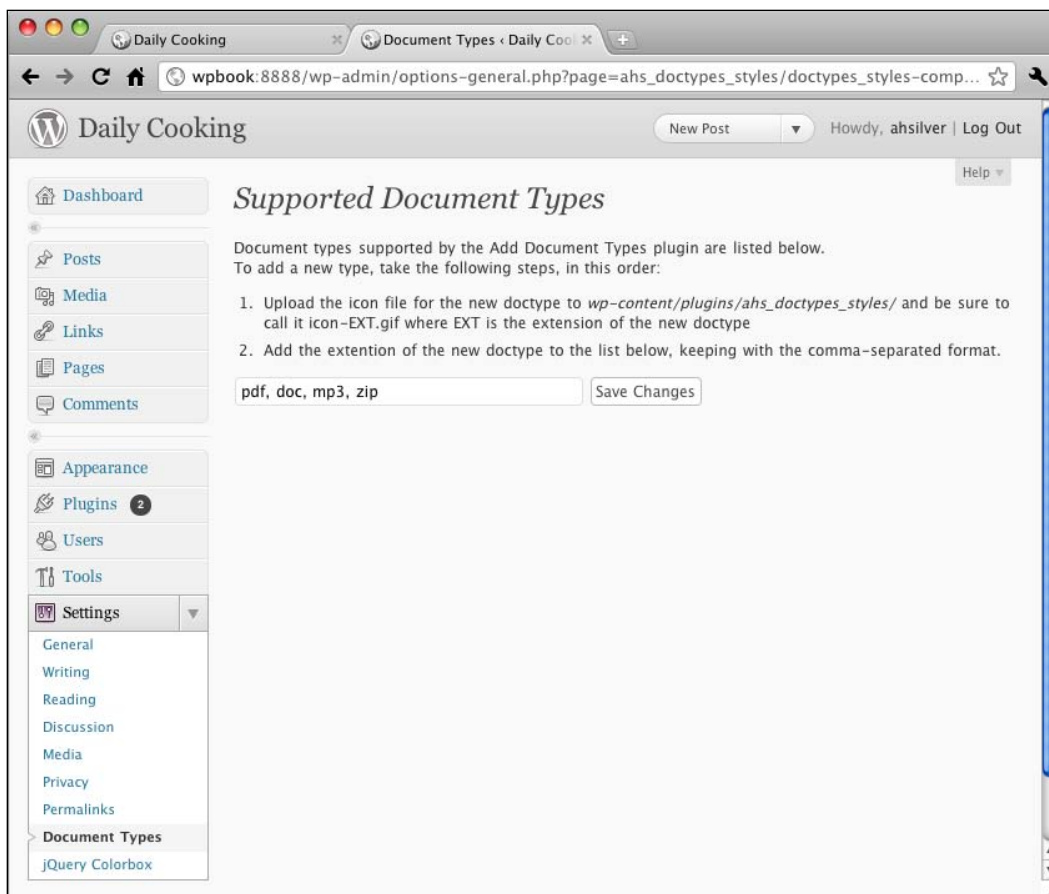 Daily Cooking
Document Types ‹ Daily Coo
wpbook:8888/wp-admin/options-general.php?page=ahs_doctypes_styles/doctypes_styles-comp...
Daily Cooking
New Post
Howdy, ahsilver | Log Out
Help
Dashboard
Posts
Media
Links
Pages
Comments
Appearance
Plugins 2
Users
Tools
Settings
General
Writing
Reading
Discussion
Media
Privacy
Permalinks
Document Types
jQuery Colorbox
Supported Document Types
Document types supported by the Add Document Types plugin are listed below.
To add a new type, take the following steps, in this order:
1. Upload the icon file for the new doctype to wp-content/plugins/ahs_doctypes_styles/ and be sure to
call it icon-EXT.gif where EXT is the extension of the new doctype
2. Add the extention of the new doctype to the list below, keeping with the comma-separated format.
pdf, doc, mp3, zip
Save Changes